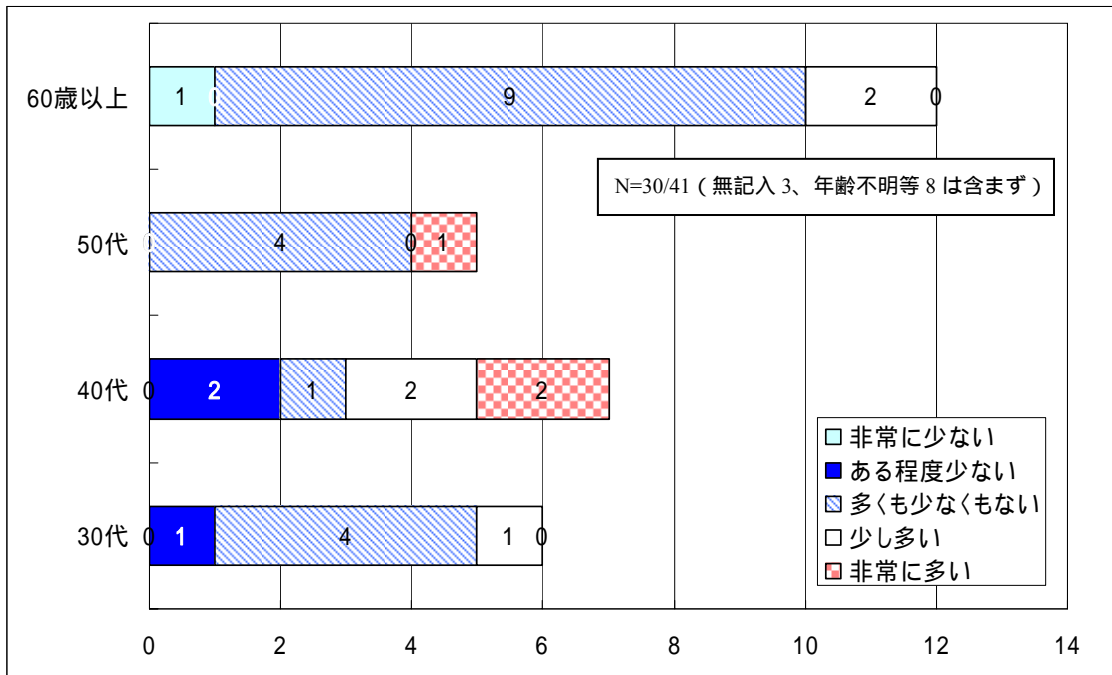 60歳以上
1 0 9 2 0
N=30/41（無記入 3、年齢不明等 8 は含まず）
50代
0 4 0 1
40代
0 2 1 2 2
30代
0 1 4 1 0
非常に少ない
ある程度少ない
多くも少なくもない
少し多い
非常に多い
0 2 4 6 8 10 12 14